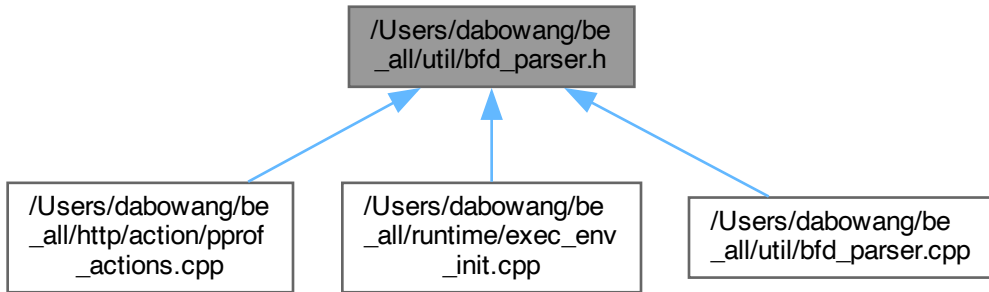 /Users/dabowang/be
_all/util/bfd_parser.h
/Users/dabowang/be
_all/http/action/pprof
_actions.cpp
/Users/dabowang/be
_all/runtime/exec_env
_init.cpp
/Users/dabowang/be
_all/util/bfd_parser.cpp